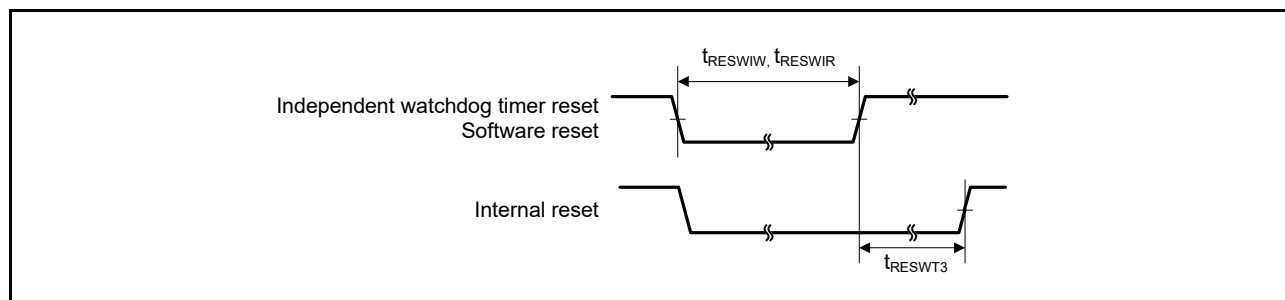 tRESWIW, tRESWIR
Independent watchdog timer reset
Software reset
Internal reset
tRESWT3